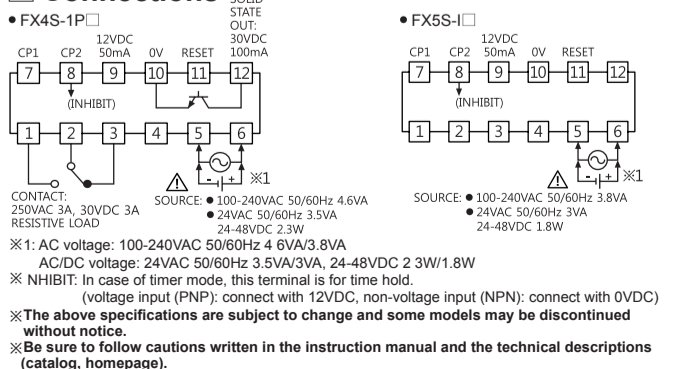 SOLID
STATE
OUT:
30VDC
100mA
● FX4S-1P□
12VDC
50mA
CP1 CP2 0V RESET
7 8 9 10 11 12
(INHIBIT)
1 2 3 4 5 6
- +
※1
CONTACT:
250VAC 3A, 30VDC 3A
RESISTIVE LOAD
SOURCE: ● 100-240VAC 50/60Hz 4.6VA
● 24VAC 50/60Hz 3.5VA
24-48VDC 2.3W
● FX5S-I□
12VDC
CP1 CP2 50mA 0V RESET
7 8 9 10 11 12
(INHIBIT)
1 2 3 4 5 6
- +
※1
SOURCE: ● 100-240VAC 50/60Hz 3.8VA
● 24VAC 50/60Hz 3VA
24-48VDC 1.8W
※1: AC voltage: 100-240VAC 50/60Hz 4 6VA/3.8VA
AC/DC voltage: 24VAC 50/60Hz 3.5VA/3VA, 24-48VDC 2 3W/1.8W
※ NHIBIT: In case of timer mode, this terminal is for time hold.
(voltage input (PNP): connect with 12VDC, non-voltage input (NPN): connect with 0VDC)
※The above specifications are subject to change and some models may be discontinued
without notice.
※Be sure to follow cautions written in the instruction manual and the technical descriptions
(catalog, homepage).